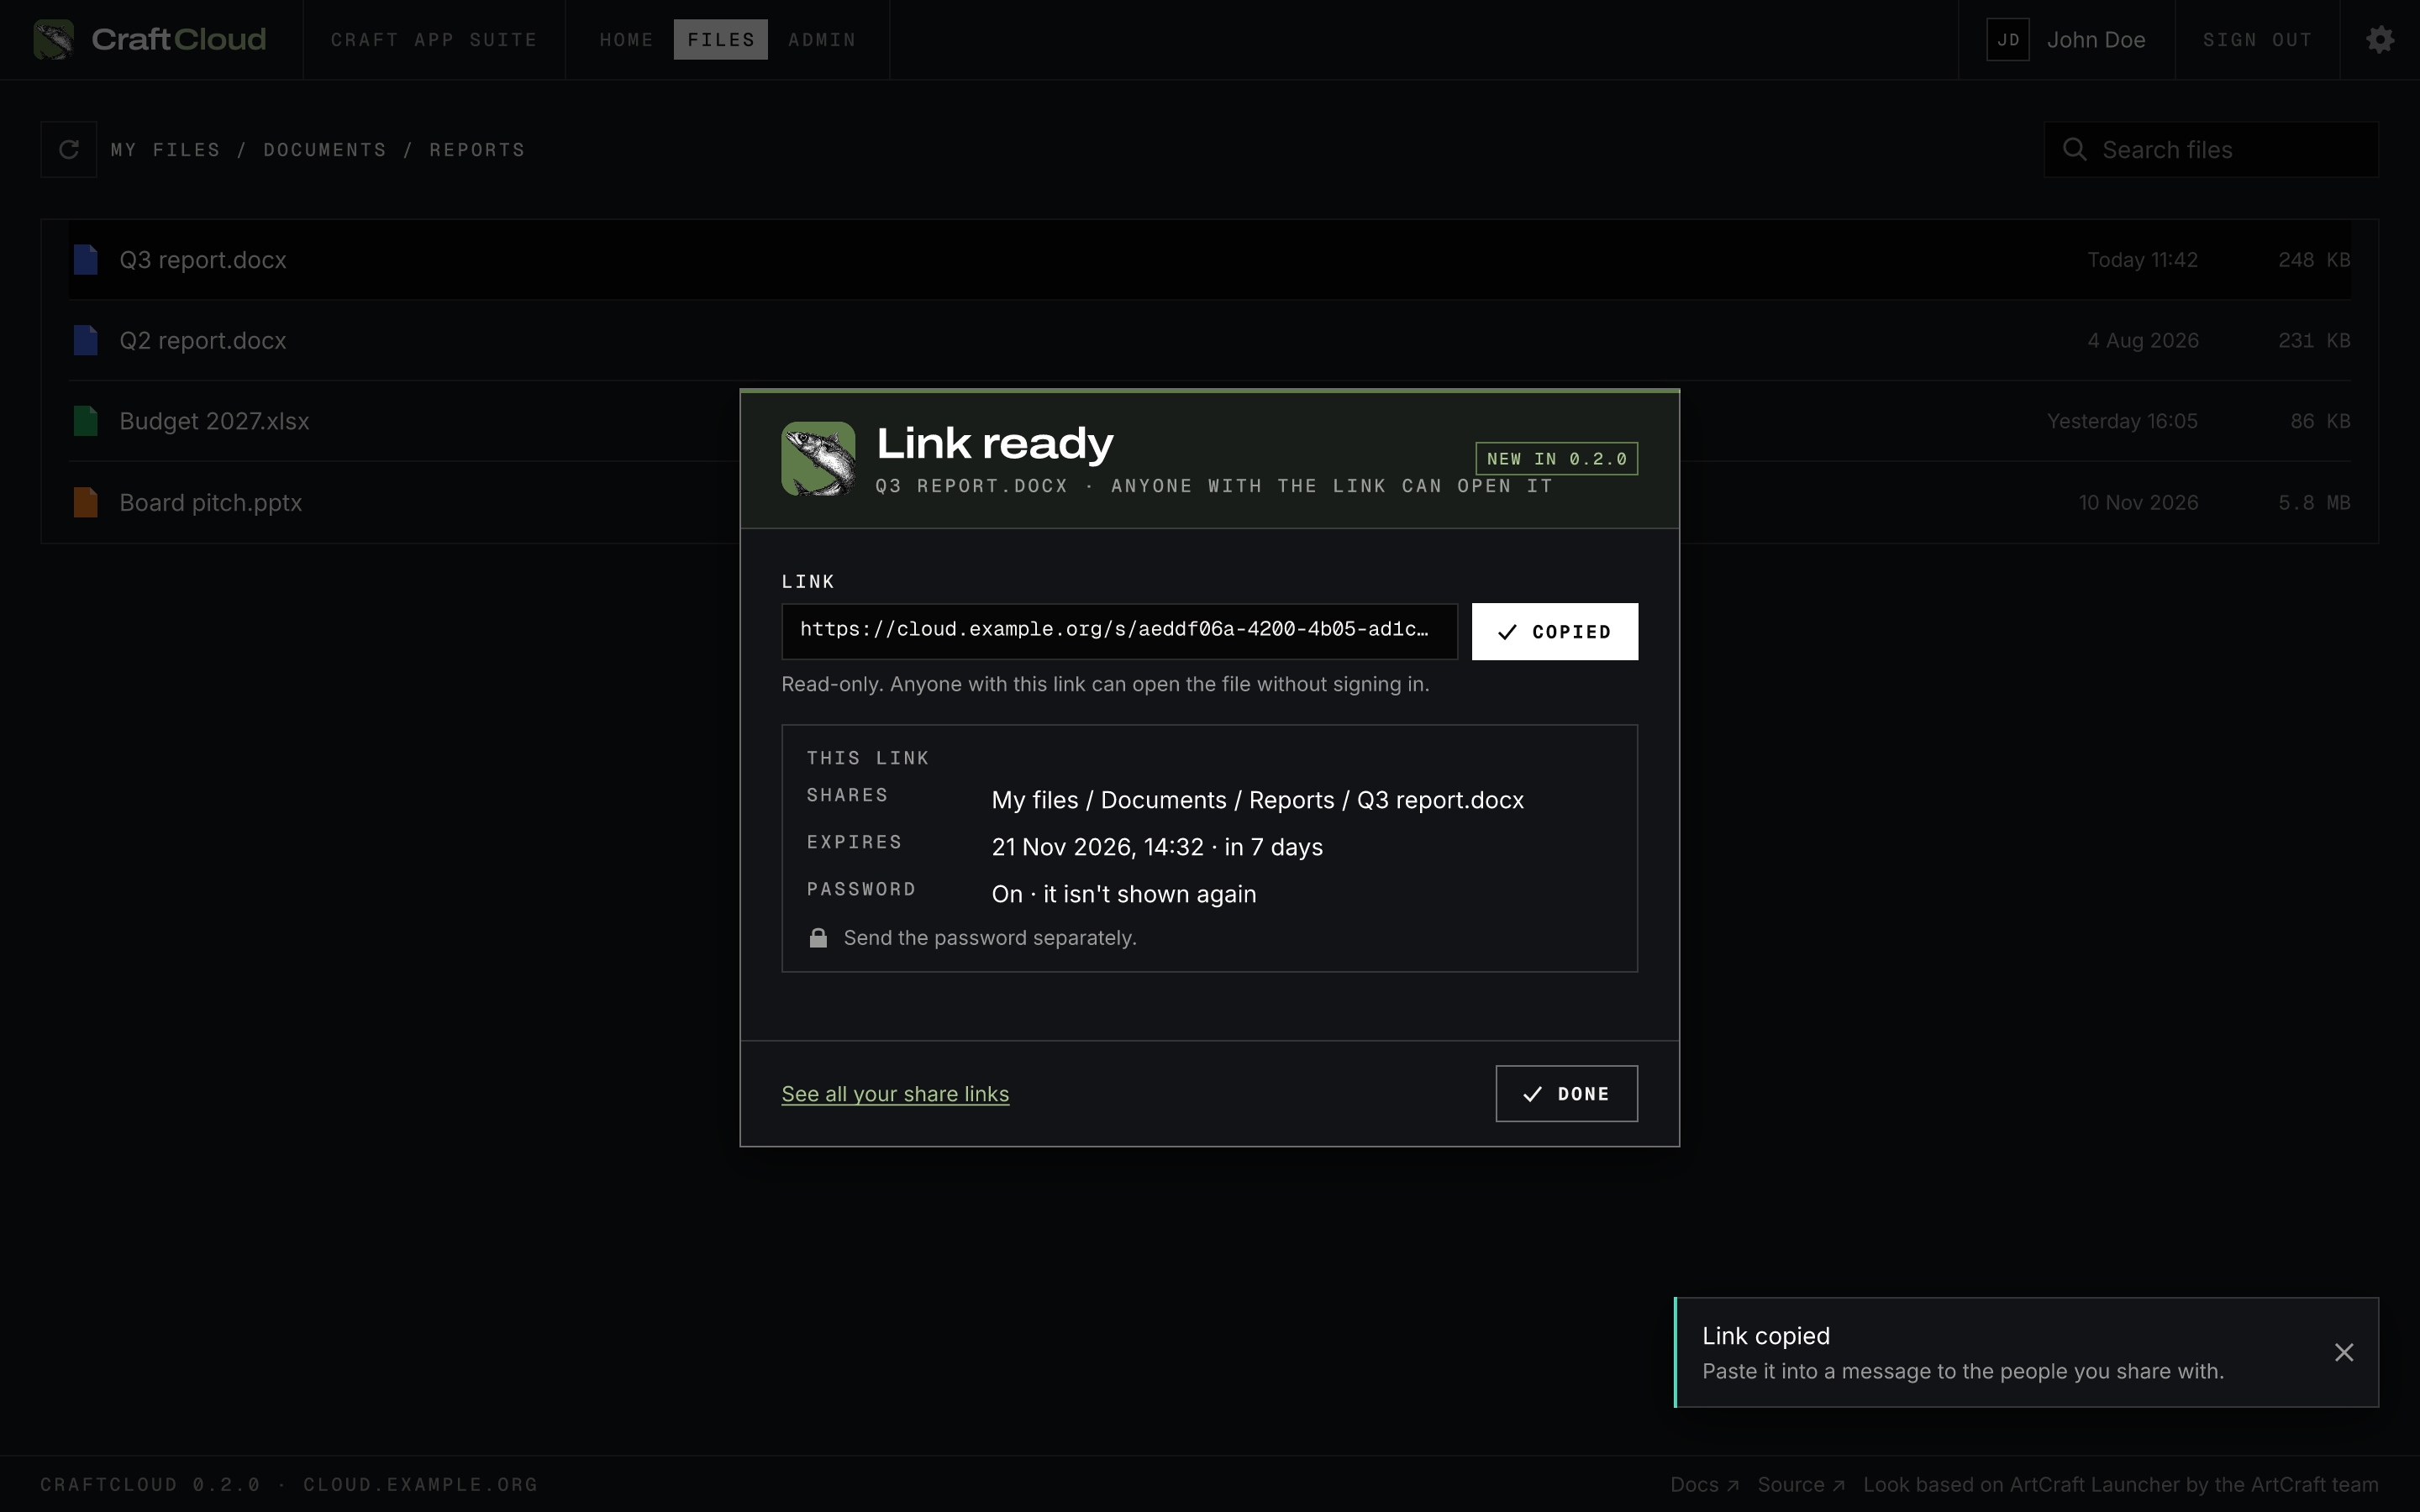 CraftCloud CRAFT APP SUITE HOME FILES ADMIN JD John Doe SIGN OUT
MY FILES / DOCUMENTS / REPORTS Search files
Q3 report.docx Today 11:42 248 KB
Q2 report.docx 4 Aug 2026 231 KB
Budget 2027.xlsx Yesterday 16:05 86 KB
Board pitch.pptx 10 Nov 2026 5.8 MB
Link ready
NEW IN 0.2.0
Q3 REPORT.DOCX · ANYONE WITH THE LINK CAN OPEN IT
LINK
https://cloud.example.org/s/aeddf06a-4200-4b05-ad1c… COPIED
Read-only. Anyone with this link can open the file without signing in.
THIS LINK
SHARES My files / Documents / Reports / Q3 report.docx
EXPIRES 21 Nov 2026, 14:32 · in 7 days
PASSWORD On · it isn't shown again
Send the password separately.
See all your share links DONE
Link copied
Paste it into a message to the people you share with.
CRAFTCLOUD 0.2.0 · CLOUD.EXAMPLE.ORG Docs ↗ Source ↗ Look based on ArtCraft Launcher by the ArtCraft team